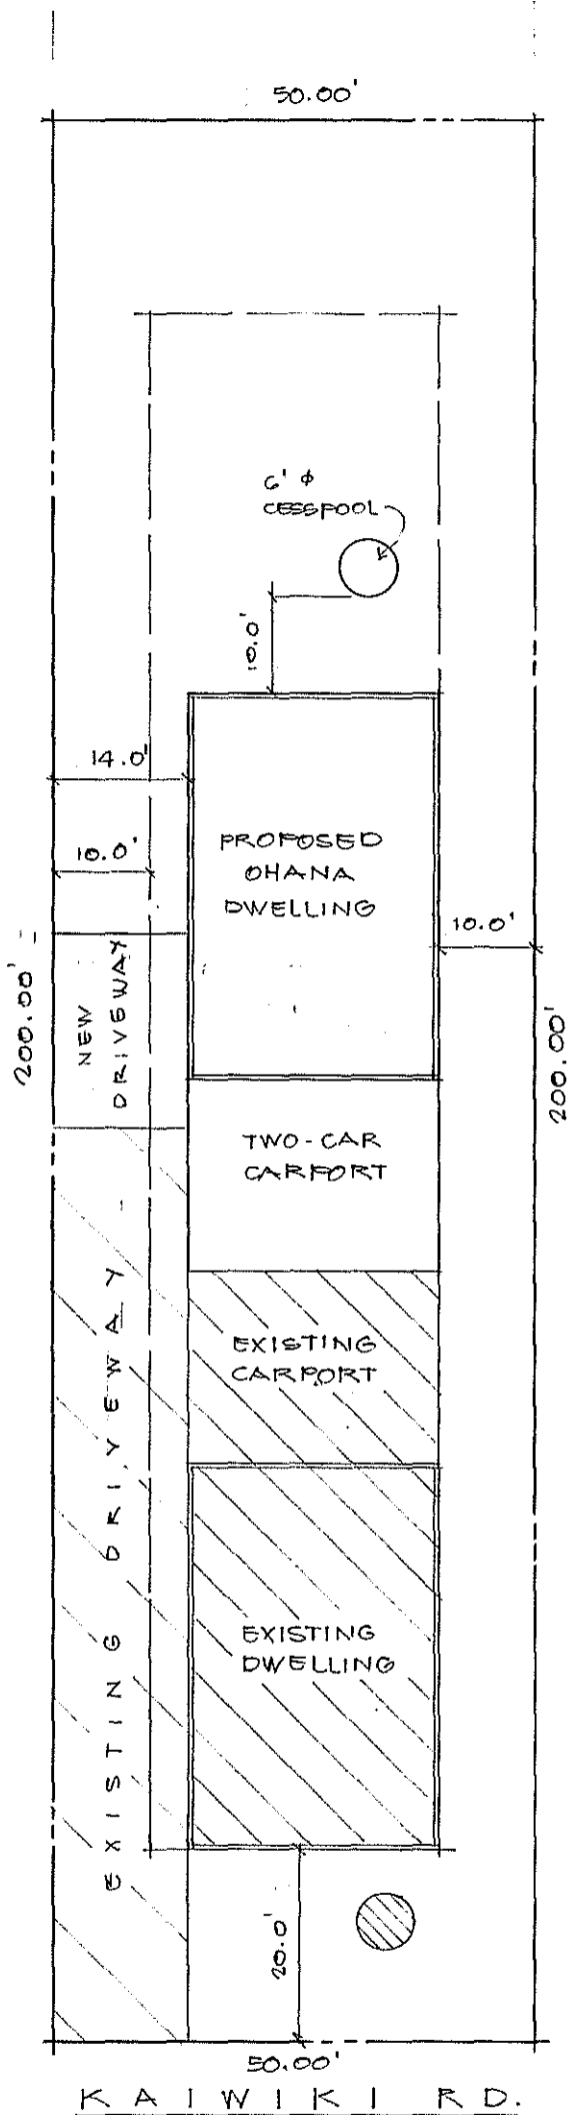 50.00'
6' ϕ
CESSPOOL
10.0'
14.0'
PROPOSED
OHANA
DWELLING
10.0'
10.0'
200.00'
NEW
DRIVEWAY
200.00'
TWO-CAR
CARPORT
EXISTING
CARPORT
EXISTING DRIVEWAY
EXISTING
DWELLING
20.0'
50.00'
KAIWIKI RD.